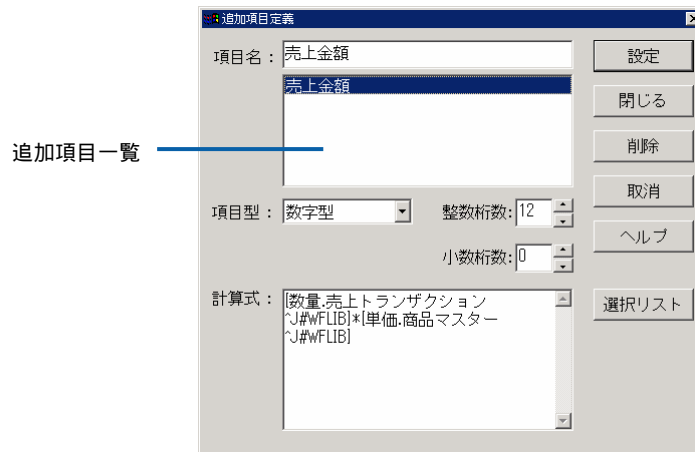 追加項目定義
項目名：
売上金額
設定
売上金額
閉じる
追加項目一覧
削除
取消
項目型：
数字型
整数桁数:
12
ヘルプ
小数桁数:
0
計算式：
[数量.売上トランザクション
^J#WFLIB]*[単価.商品マスター
^J#WFLIB]
選択リスト